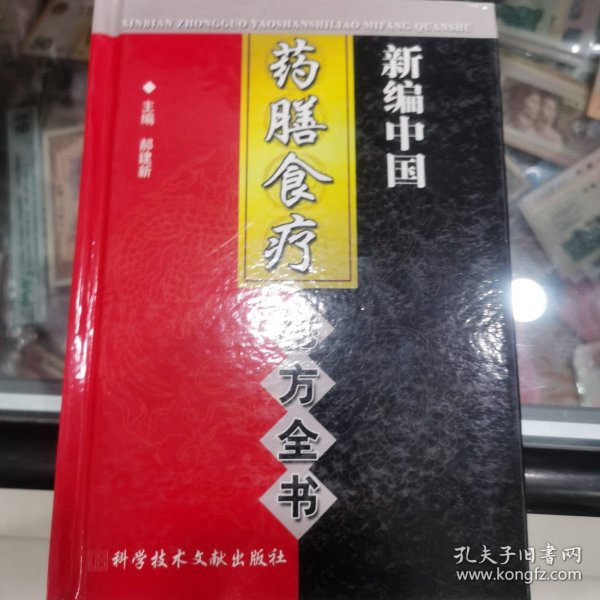 XINBIAN ZHONGGUO YAOSHANSHILIAO MIFANG QUANSHU
新编中国
药膳食疗
方全书
主编 郝建新
科学技术文献出版社
孔夫子旧书网
www.kongfz.com